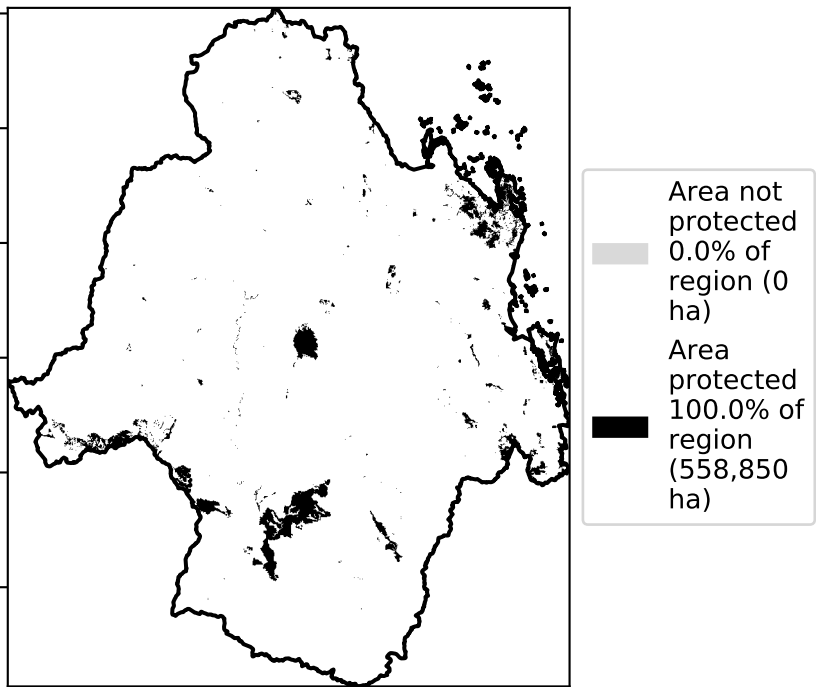 Area not
protected
0.0% of
region (0
ha)
Area
protected
100.0% of
region
(558,850
ha)